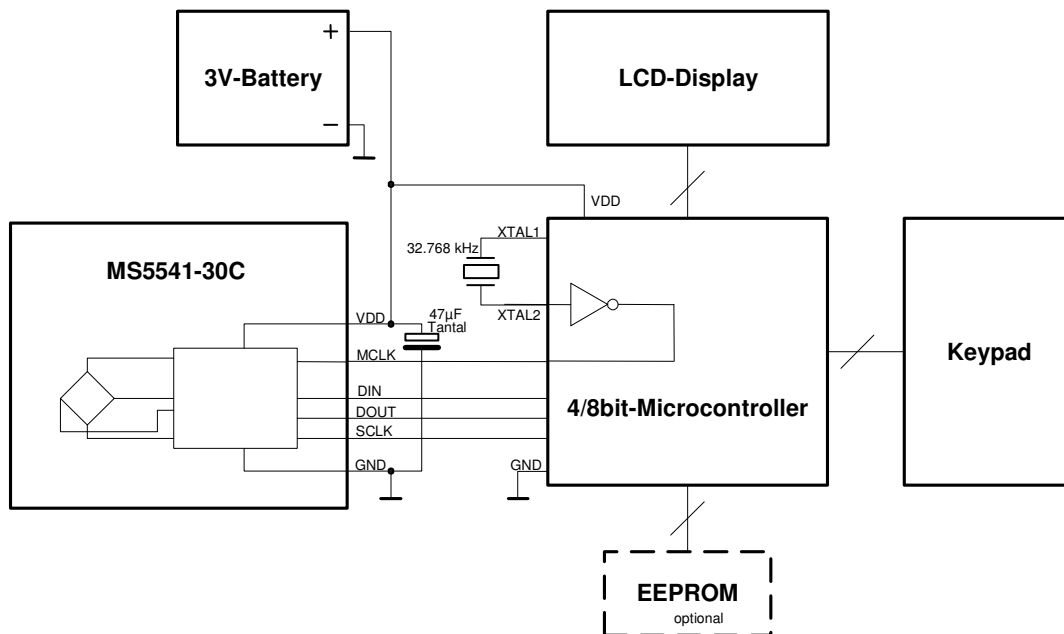 +
3V-Battery
−
LCD-Display
VDD
MS5541-30C
XTAL1
32.768 kHz
XTAL2
47µF
Tantal
VDD
MCLK
DIN
DOUT
SCLK
GND
GND
4/8bit-Microcontroller
Keypad
EEPROM
optional